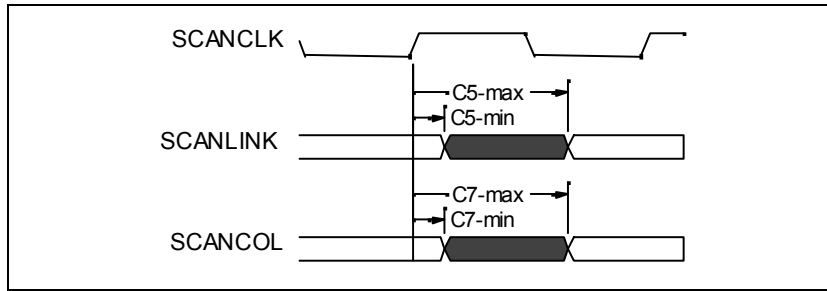 SCANCLK
C5-max
C5-min
SCANLINK
C7-max
C7-min
SCANCOL